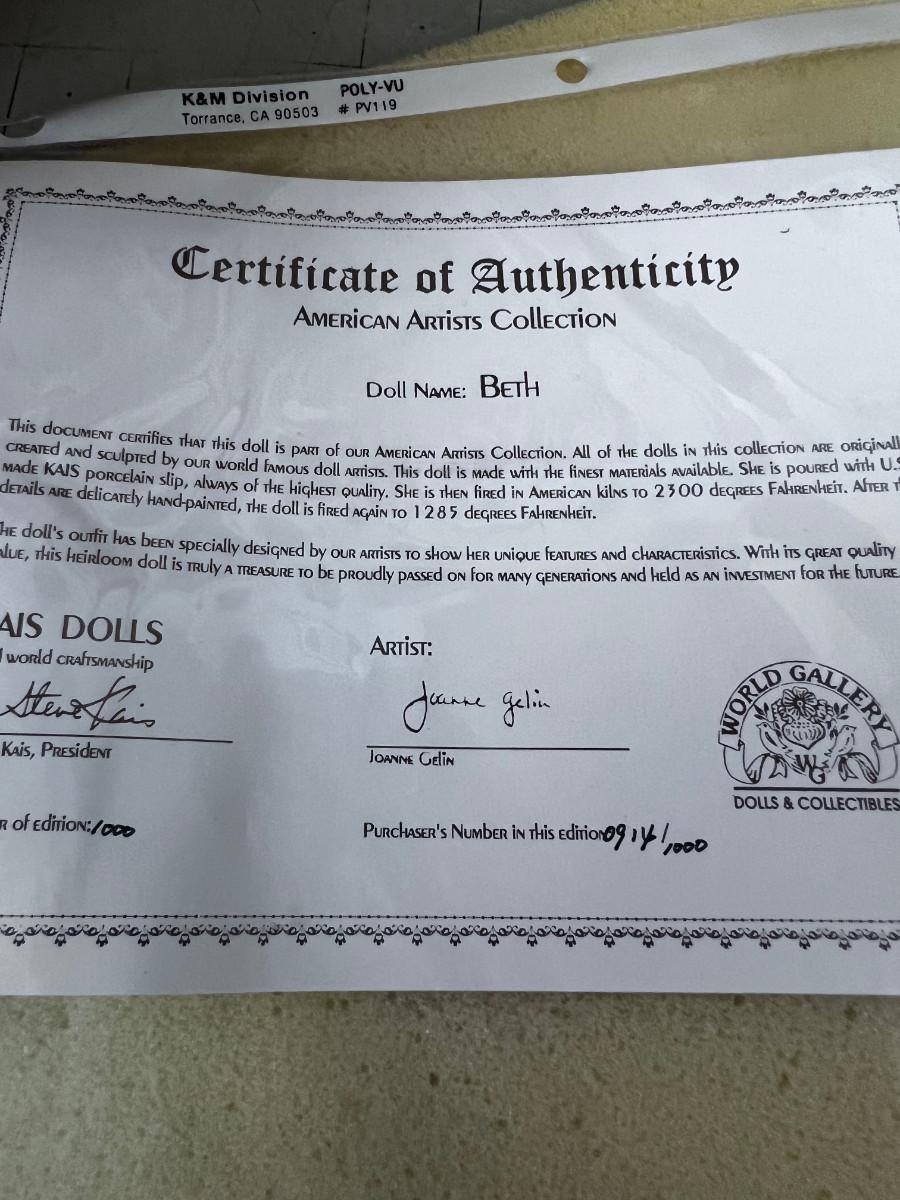 K&M Division POLY-VU
Torrance, CA 90503 # PV119
Certificate of Authenticity
American Artists Collection
Doll Name: Beth
This document certifies that this doll is part of our American Artists Collection. All of the dolls in this collection are originall
created and sculpted by our world famous doll artists. This doll is made with the finest materials available. She is poured with U.S
made KAIS porcelain slip, always of the highest quality. She is then fired in American kilns to 2300 degrees Fahrenheit. After t
details are delicately hand-painted, the doll is fired again to 1285 degrees Fahrenheit.
he doll's outfit has been specially designed by our artists to show her unique features and characteristics. With its great quality
alue, this heirloom doll is truly a treasure to be proudly passed on for many generations and held as an investment for the future.
AIS DOLLS
world craftsmanship
Steve Kais
Kais, President
Artist:
Joanne Gelin
Joanne Gelin
WORLD GALLERY
WG
DOLLS & COLLECTIBLES
r of edition: 1000
Purchaser's Number in this edition 0914/1000